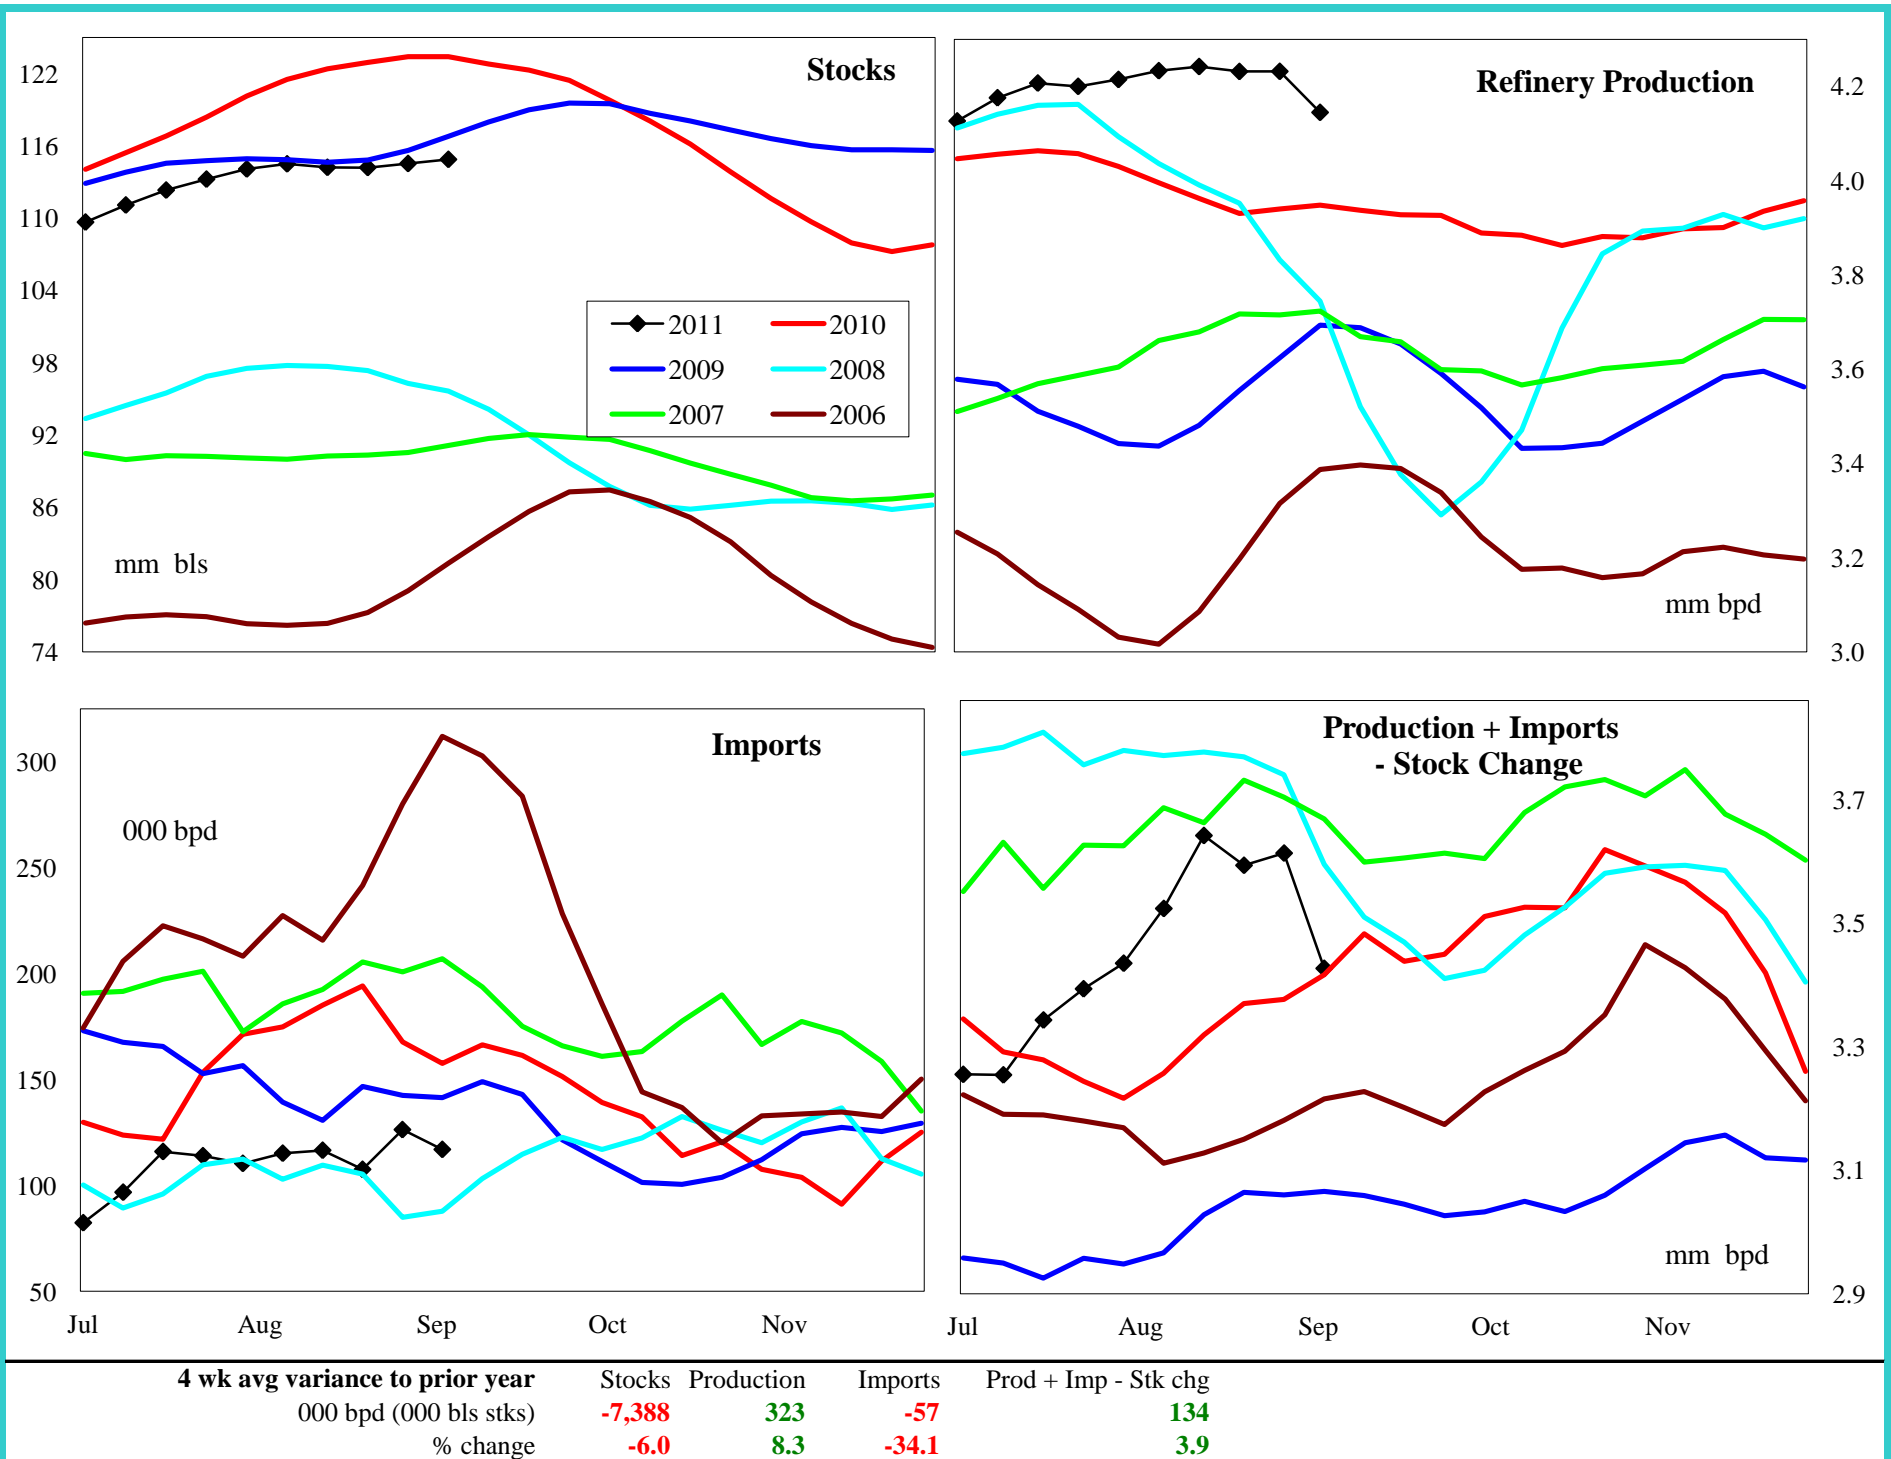 Stocks
122
116
110
104
98
92
86
80
74
2011 2010
2009 2008
2007 2006
mm bls
Refinery Production
4.2
4.0
3.8
3.6
3.4
3.2
3.0
mm bpd
Imports
300
250
200
150
100
50
000 bpd
Jul Aug Sep Oct Nov
Production + Imports
- Stock Change
3.7
3.5
3.3
3.1
2.9
mm bpd
Jul Aug Sep Oct Nov
4 wk avg variance to prior year Stocks Production Imports Prod + Imp - Stk chg
000 bpd (000 bls stks) -7,388 323 -57 134
% change -6.0 8.3 -34.1 3.9